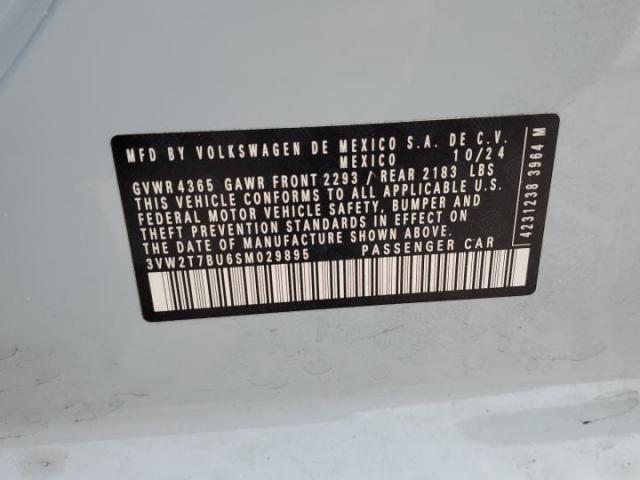 MFD BY VOLKSWAGEN DE MEXICO S.A. DE C.V.
MEXICO 10/24
GVWR 4365 GAWR FRONT 2293 / REAR 2183 LBS
THIS VEHICLE CONFORMS TO ALL APPLICABLE U.S.
FEDERAL MOTOR VEHICLE SAFETY, BUMPER AND
THEFT PREVENTION STANDARDS IN EFFECT ON
THE DATE OF MANUFACTURE SHOWN ABOVE.
3VW2T7BU6SM029895 PASSENGER CAR
4231238 3964 M